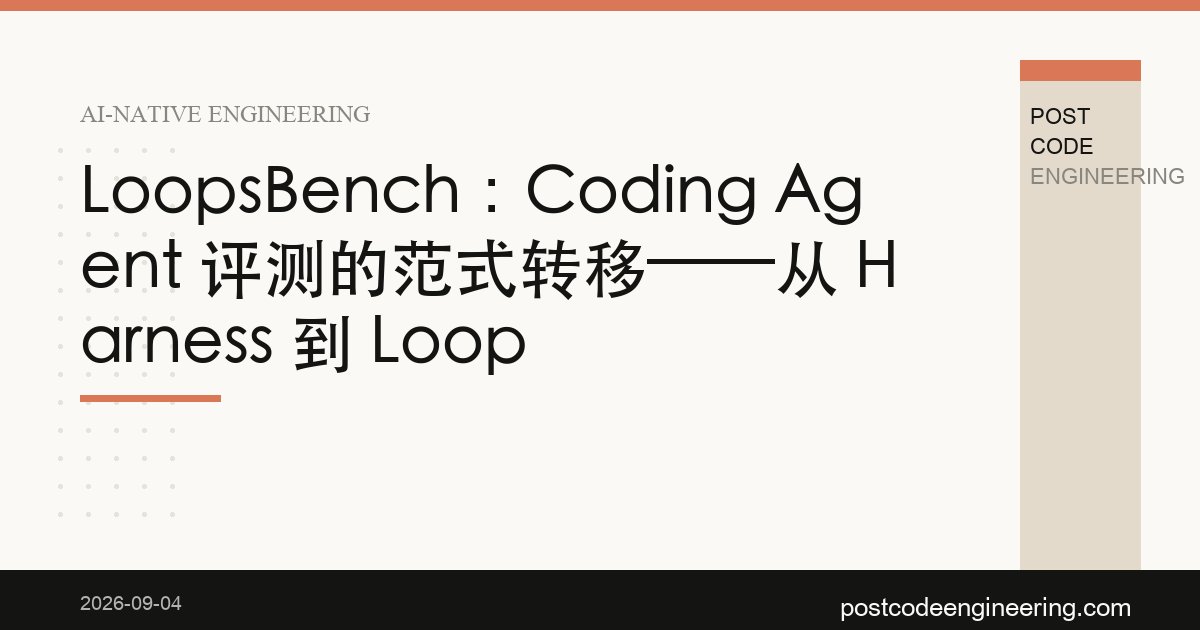 AI-NATIVE ENGINEERING
LoopsBench：Coding Ag
ent 评测的范式转移——从 H
arness 到 Loop
POST
CODE
ENGINEERING
2026-09-04
postcodeengineering.com